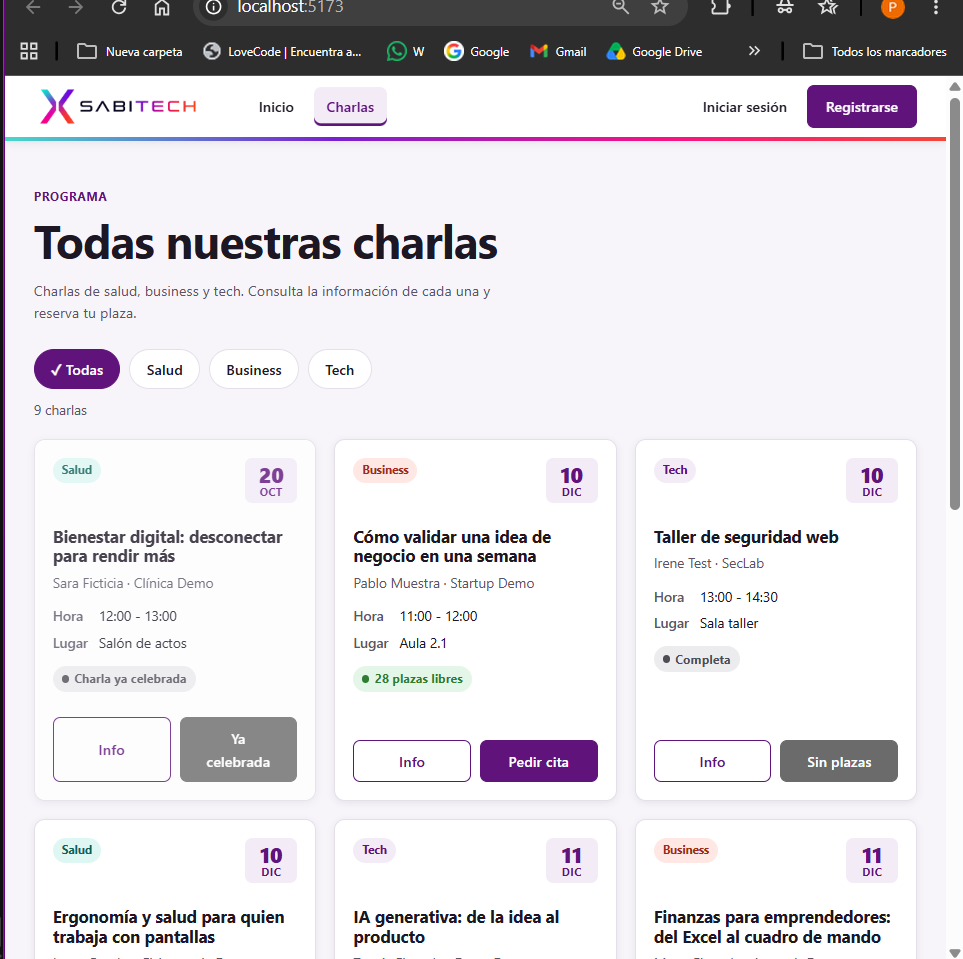 localhost:5173
P
Nueva carpeta
LoveCode | Encuentra a...
W
Google
Gmail
Google Drive
Todos los marcadores
SABITECH
Inicio
Charlas
Iniciar sesión
Registrarse
PROGRAMA
Todas nuestras charlas
Charlas de salud, business y tech. Consulta la información de cada una y
reserva tu plaza.
✓ Todas
Salud
Business
Tech
9 charlas
Salud
20
OCT
Bienestar digital: desconectar
para rendir más
Sara Ficticia · Clínica Demo
Hora 12:00 - 13:00
Lugar Salón de actos
Charla ya celebrada
Info
Ya
celebrada
Business
10
DIC
Cómo validar una idea de
negocio en una semana
Pablo Muestra · Startup Demo
Hora 11:00 - 12:00
Lugar Aula 2.1
28 plazas libres
Info
Pedir cita
Tech
10
DIC
Taller de seguridad web
Irene Test · SecLab
Hora 13:00 - 14:30
Lugar Sala taller
Completa
Info
Sin plazas
Salud
10
DIC
Ergonomía y salud para quien
trabaja con pantallas
Tech
11
DIC
IA generativa: de la idea al
producto
Business
11
DIC
Finanzas para emprendedores:
del Excel al cuadro de mando